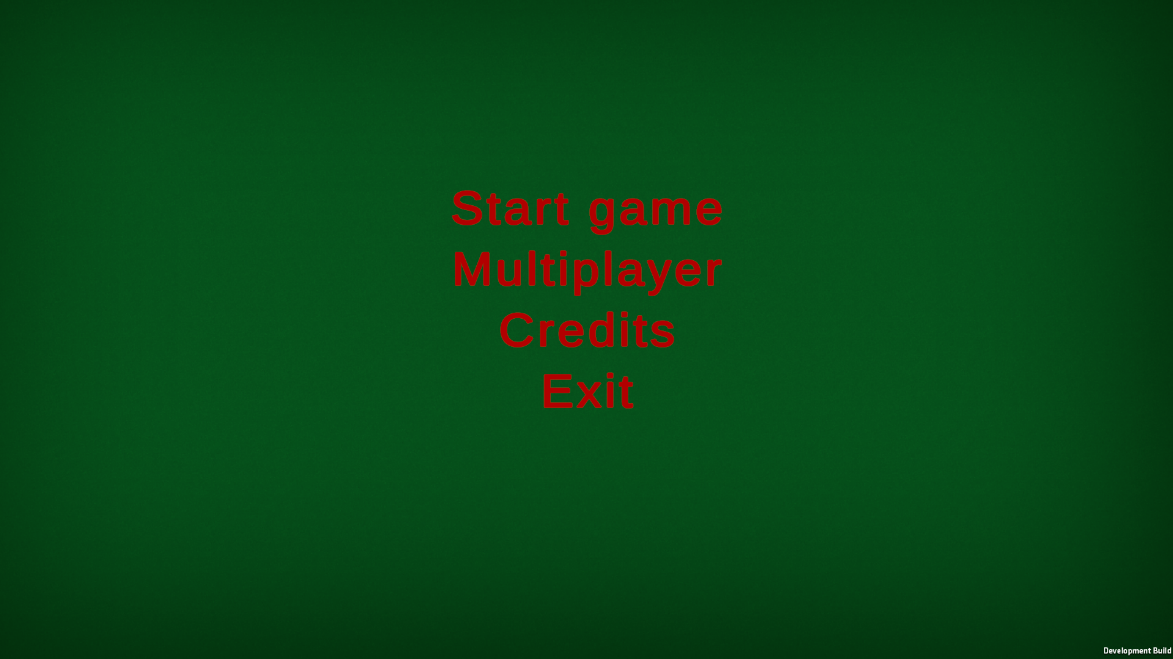 Start game
Multiplayer
Credits
Exit
Development Build